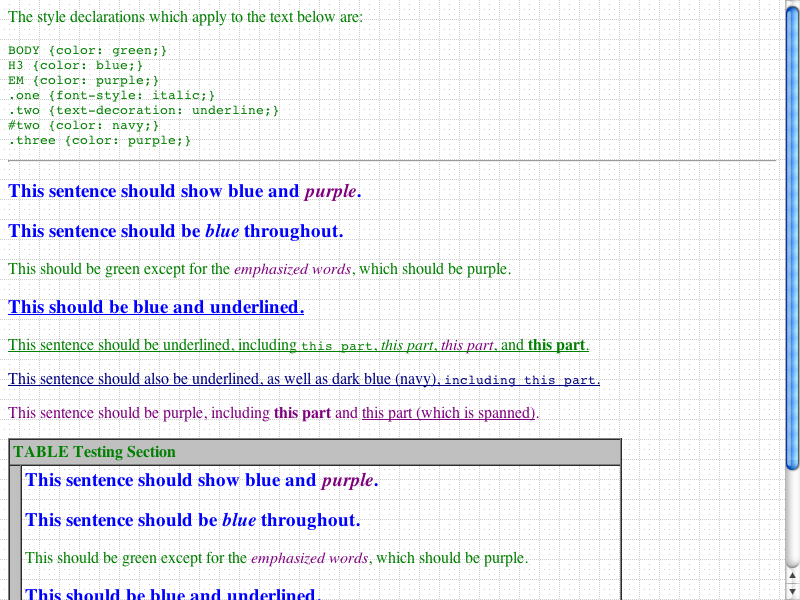 The style declarations which apply to the text below are:
BODY {color: green;}
H3 {color: blue;}
EM {color: purple;}
.one {font-style: italic;}
.two {text-decoration: underline;}
#two {color: navy;}
.three {color: purple;}
This sentence should show blue and purple.
This sentence should be blue throughout.
This should be green except for the emphasized words, which should be purple.
This should be blue and underlined.
This sentence should be underlined, including this part, this part, this part, and this part.
This sentence should also be underlined, as well as dark blue (navy), including this part.
This sentence should be purple, including this part and this part (which is spanned).
TABLE Testing Section
This sentence should show blue and purple.
This sentence should be blue throughout.
This should be green except for the emphasized words, which should be purple.
This should be blue and underlined.